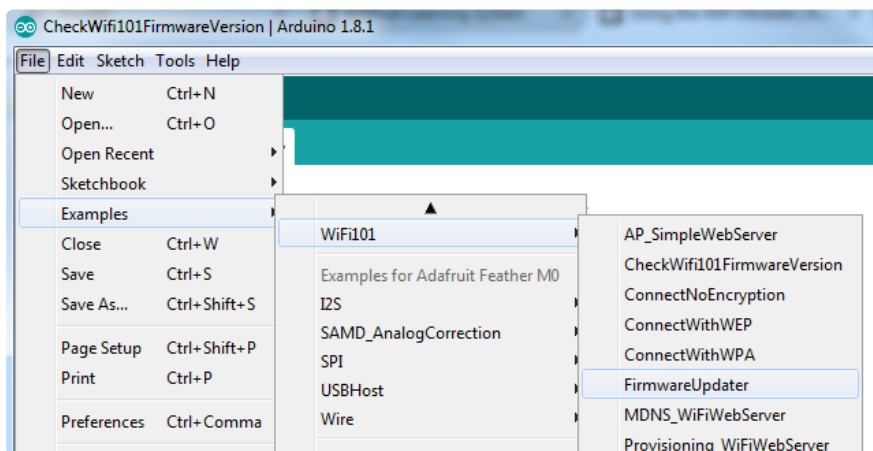 CheckWifi101FirmwareVersion | Arduino 1.8.1
File Edit Sketch Tools Help
New Ctrl+N
Open... Ctrl+O
Open Recent
Sketchbook
Examples
Close Ctrl+W
Save Ctrl+S
Save As... Ctrl+Shift+S
Page Setup Ctrl+Shift+P
Print Ctrl+P
Preferences Ctrl+Comma
WiFi101
Examples for Adafruit Feather M0
I2S
SAMD_AnalogCorrection
SPI
USBHost
Wire
AP_SimpleWebServer
CheckWifi101FirmwareVersion
ConnectNoEncryption
ConnectWithWEP
ConnectWithWPA
FirmwareUpdater
MDNS_WiFiWebServer
Provisioning_WiFiWebServer